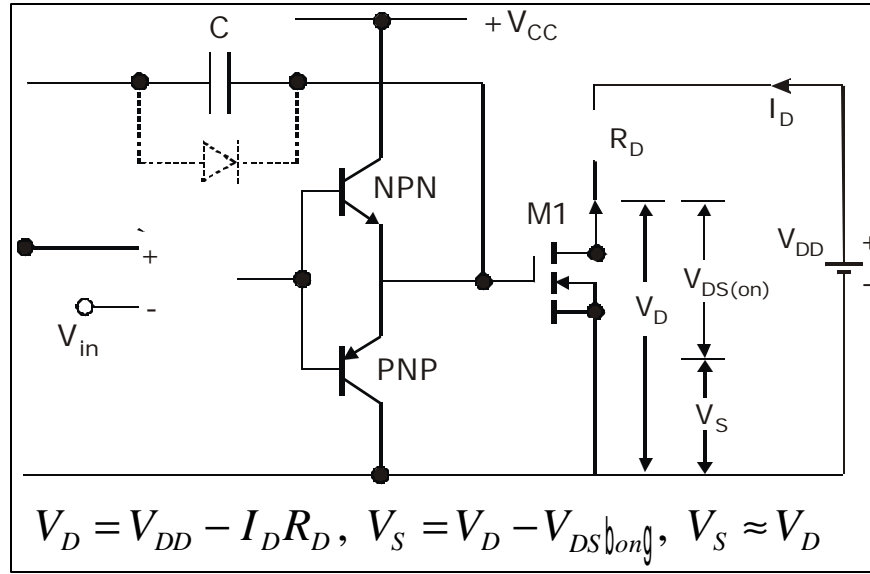 C
+ V_CC
I_D
R_D
NPN
M1
+
-
V_in
V_DD
+
-
V_DS(on)
V_D
PNP
V_S
V_D = V_DD − I_D R_D, V_S = V_D − V_DS(on), V_S ≈ V_D